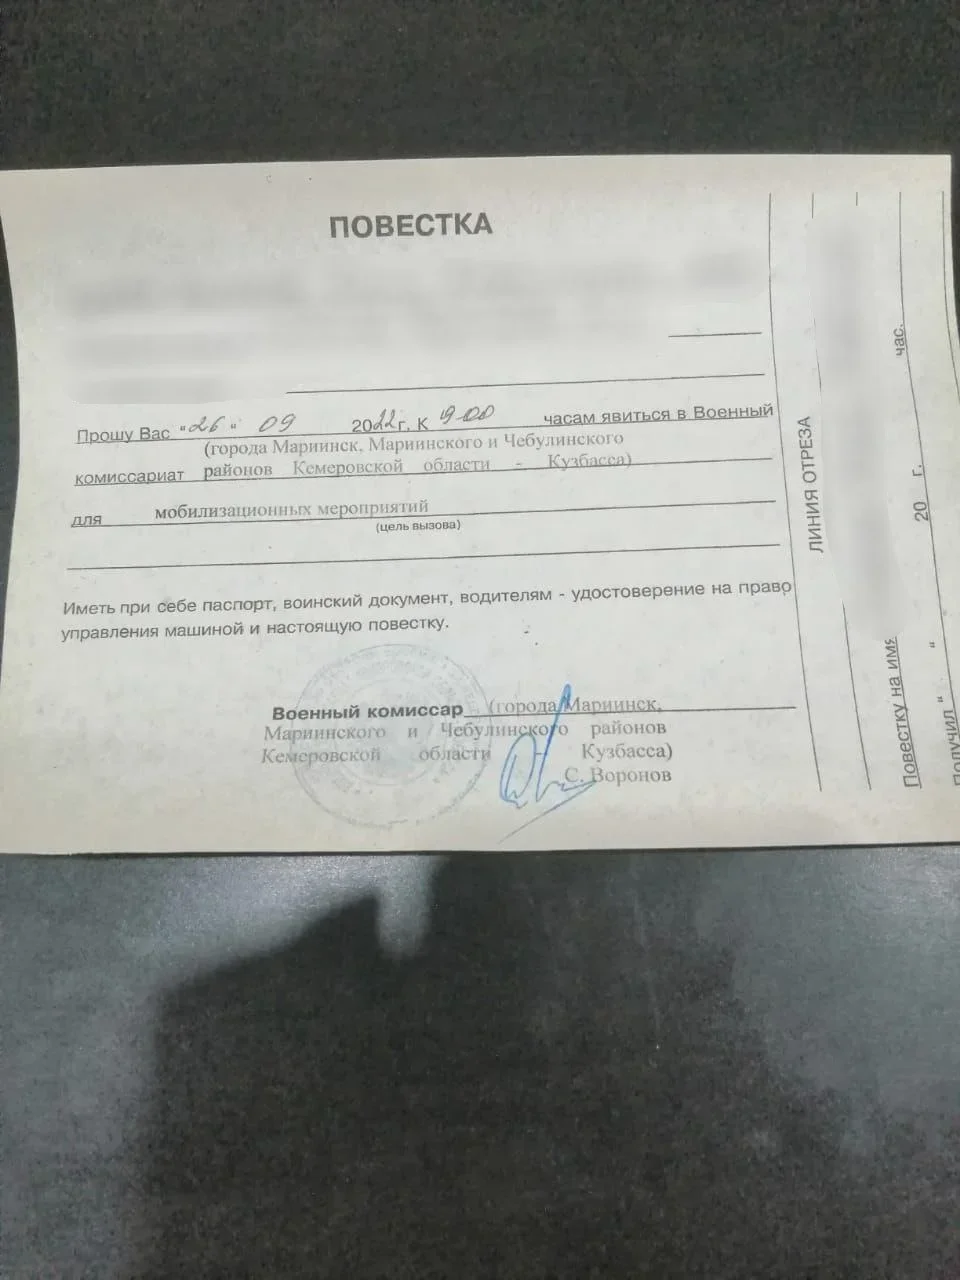 ПОВЕСТКА
Прошу Вас "26" 09 2022г. К 9-00 часам явиться в Военный
(города Мариинск, Мариинского и Чебулинского
комиссариат районов Кемеровской области - Кузбасса)
для мобилизационных мероприятий
(цель вызова)
Иметь при себе паспорт, воинский документ, водителям - удостоверение на право
управления машиной и настоящую повестку.
Военный комиссар (города Мариинск,
Мариинского и Чебулинского районов
Кемеровской области Кузбасса)
С. Воронов
ЛИНИЯ ОТРЕЗА
Повестку на имя
Получил " " 20 г. час.